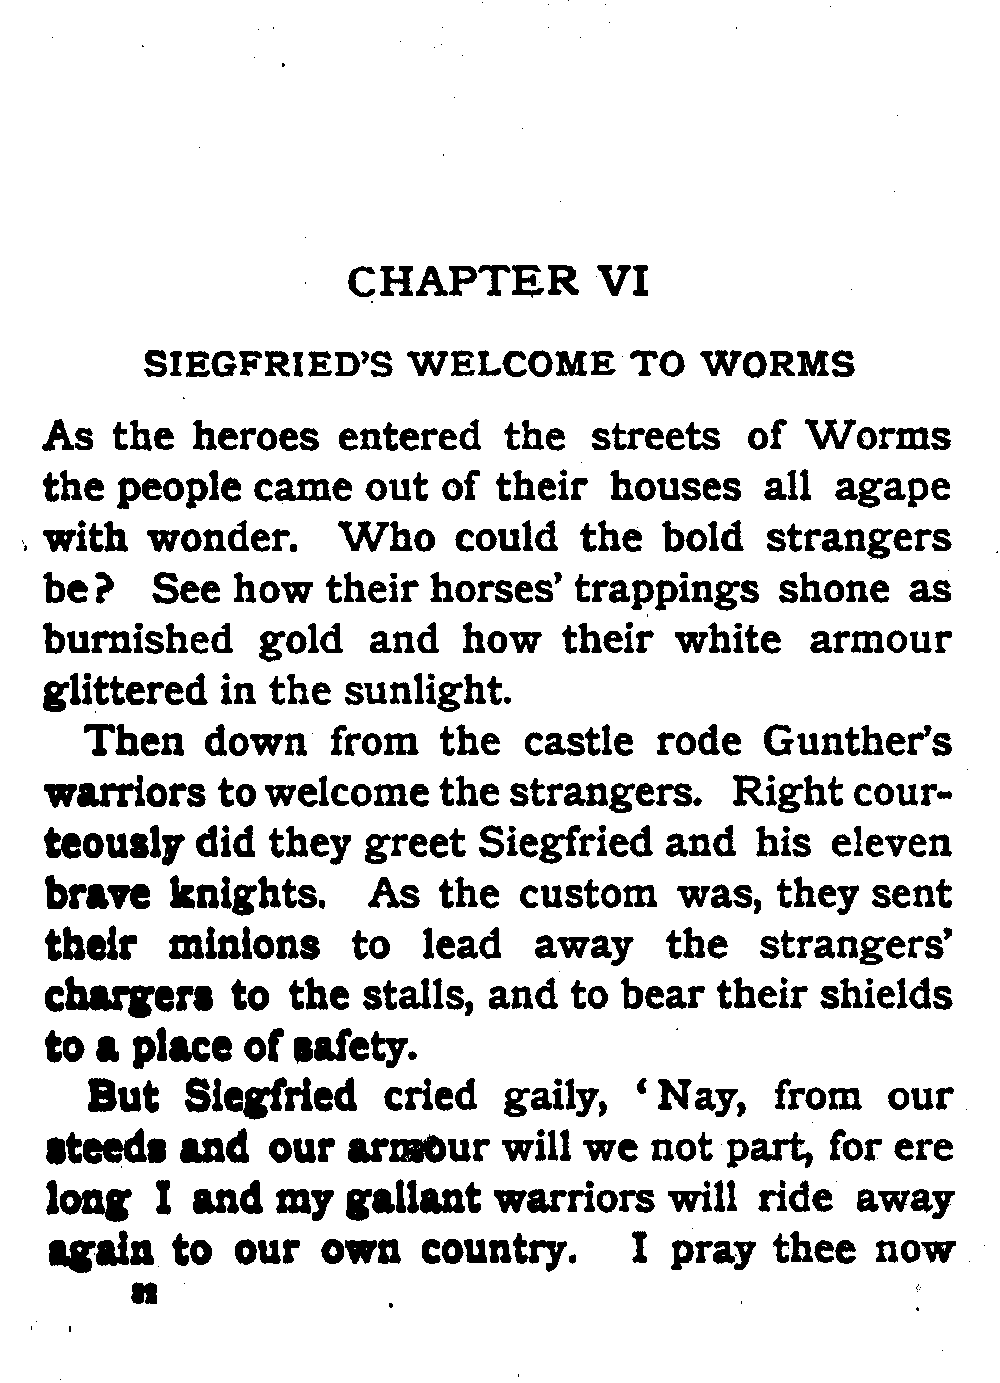 CHAPTER VI
SIEGFRIED'S WELCOME TO WORMS
As the heroes entered the streets of Worms
the people came out of their houses all agape
with wonder. Who could the bold strangers
be? See how their horses' trappings shone as
burnished gold and how their white armour
glittered in the sunlight.
Then down from the castle rode Gunther's
warriors to welcome the strangers. Right cour-
teously did they greet Siegfried and his eleven
brave knights. As the custom was, they sent
their minions to lead away the strangers'
chargers to the stalls, and to bear their shields
to a place of safety.
But Siegfried cried gaily, 'Nay, from our
steeds and our armour will we not part, for ere
long I and my gallant warriors will ride away
again to our own country. I pray thee now